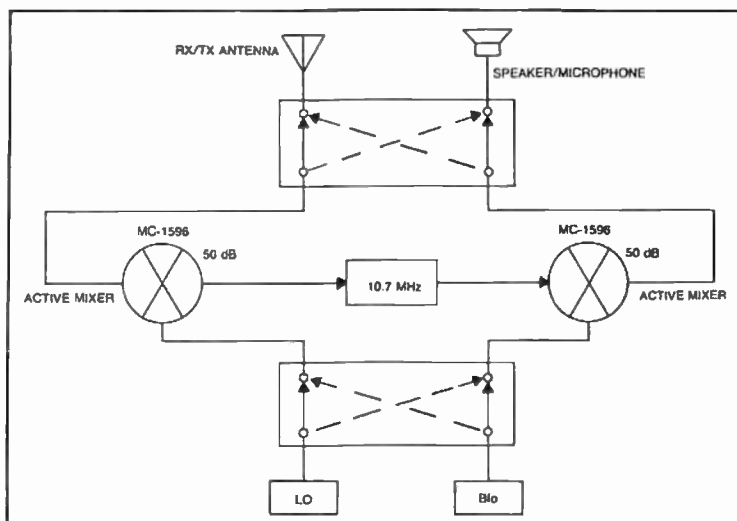 RX/TX ANTENNA
SPEAKER/MICROPHONE
MC-1596
50 dB
ACTIVE MIXER
10.7 MHz
MC-1596
50 dB
ACTIVE MIXER
LO
Blo